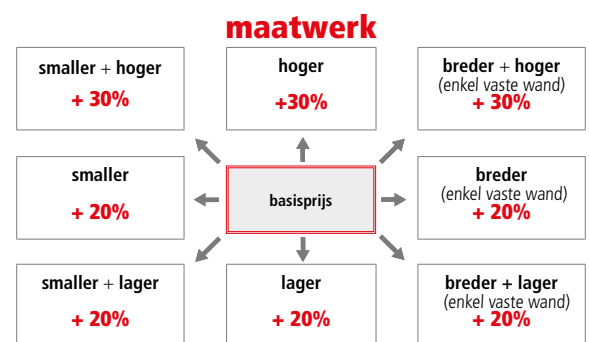 maatwerk
smaller + hoger
+ 30%
hoger
+30%
breder + hoger
(enkel vaste wand)
+ 30%
smaller
+ 20%
basisprijs
breder
(enkel vaste wand)
+ 20%
smaller + lager
+ 20%
lager
+ 20%
breder + lager
(enkel vaste wand)
+ 20%